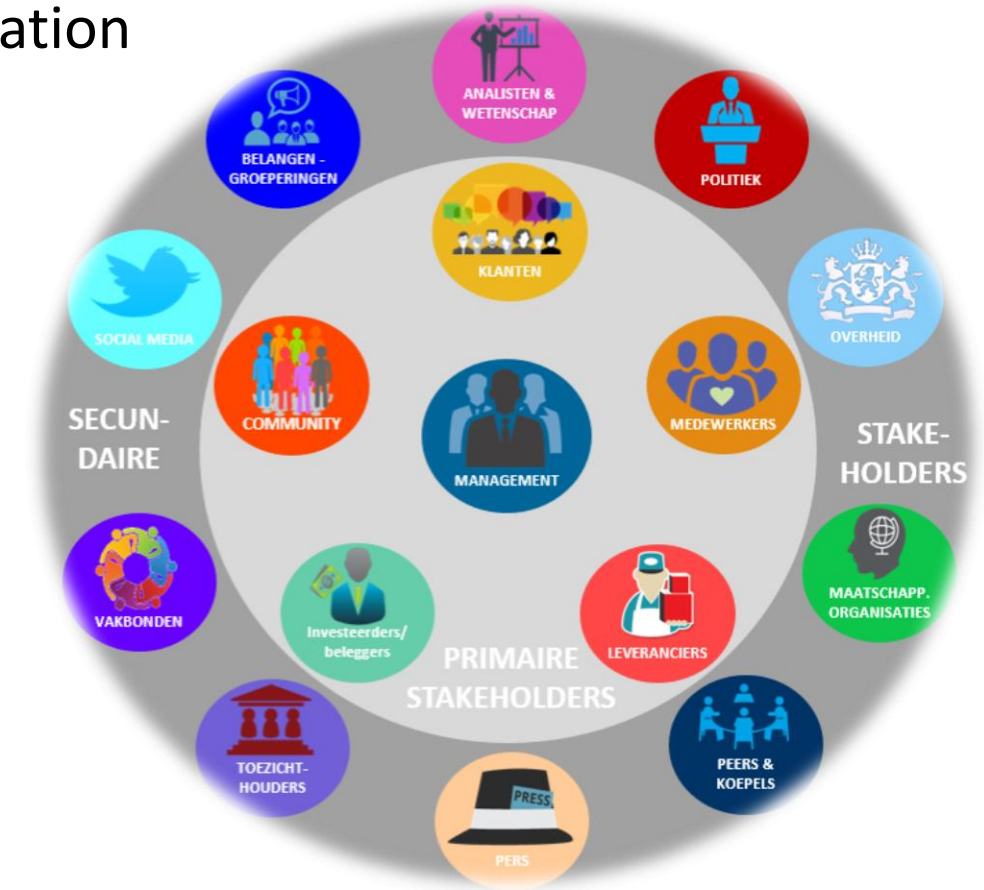 ation
ANALISTEN &
WETENSCHAP
BELANGEN -
GROEPERINGEN
POLITIEK
KLANTEN
SOCIAL MEDIA
OVERHEID
COMMUNITY
MEDEWERKERS
SECUN-
DAIRE
STAKE-
HOLDERS
MANAGEMENT
VAKBONDEN
MAATSCHAPP.
ORGANISATIES
Investeerders/
beleggers
LEVERANCIERS
PRIMAIRE
STAKEHOLDERS
TOEZICHT-
HOUDERS
PEERS &
KOEPELS
PRESS
PERS